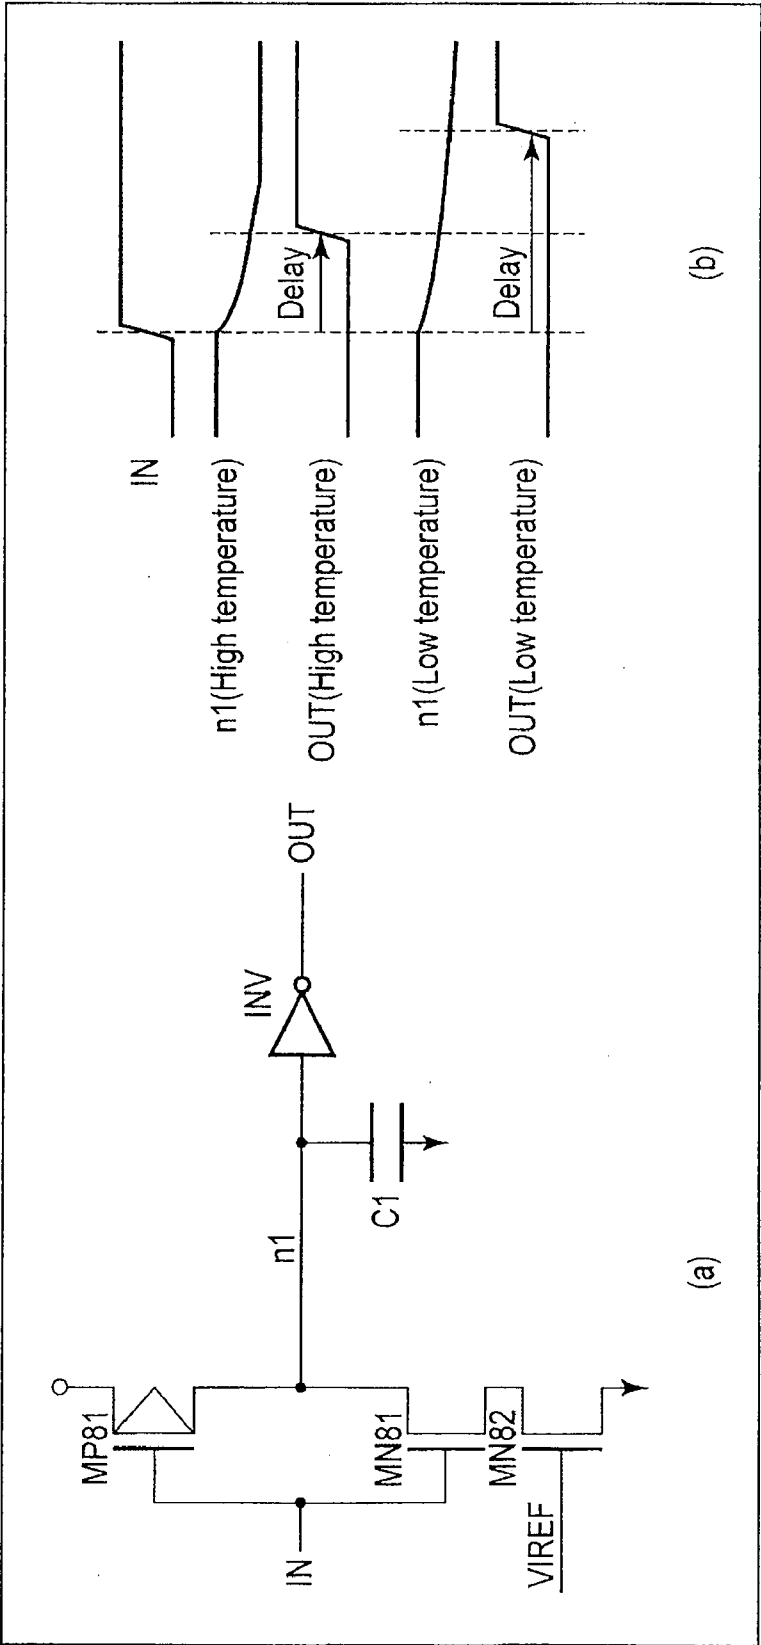 MP81
IN
MN81
MN82
VIREF
n1
C1
INV
OUT
(a)
IN
n1(High temperature)
OUT(High temperature)
Delay
n1(Low temperature)
OUT(Low temperature)
Delay
(b)